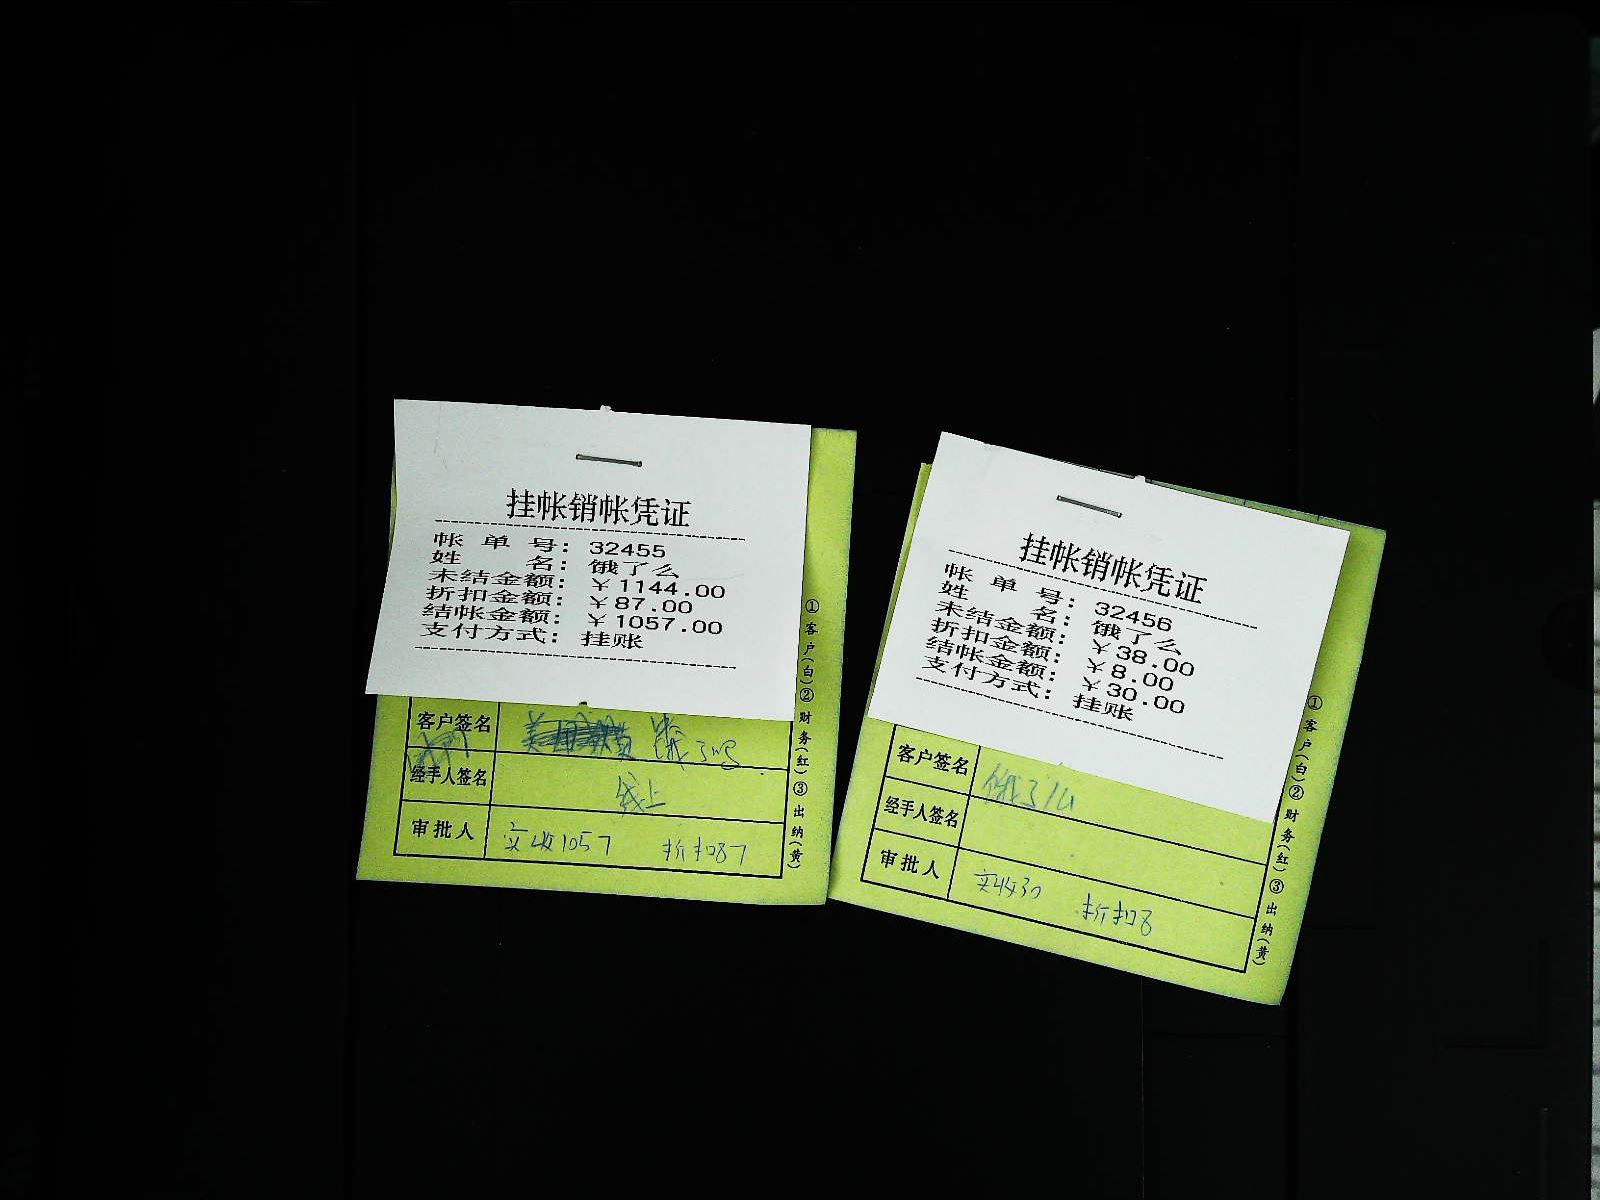 挂帐销帐凭证
帐单号: 32455
姓名: 饿了么
未结金额: ￥1144.00
折扣金额: ￥87.00
结帐金额: ￥1057.00
支付方式: 挂账
客户签名 饿了吗
经手人签名 线上
审批人 实收1057 折扣87
①客户(白)②财务(红)③出纳(黄)
挂帐销帐凭证
帐单号: 32456
姓名: 饿了么
未结金额: ￥38.00
折扣金额: ￥8.00
结帐金额: ￥30.00
支付方式: 挂账
客户签名 饿了么
经手人签名
审批人 实收30 折扣8
①客户(白)②财务(红)③出纳(黄)